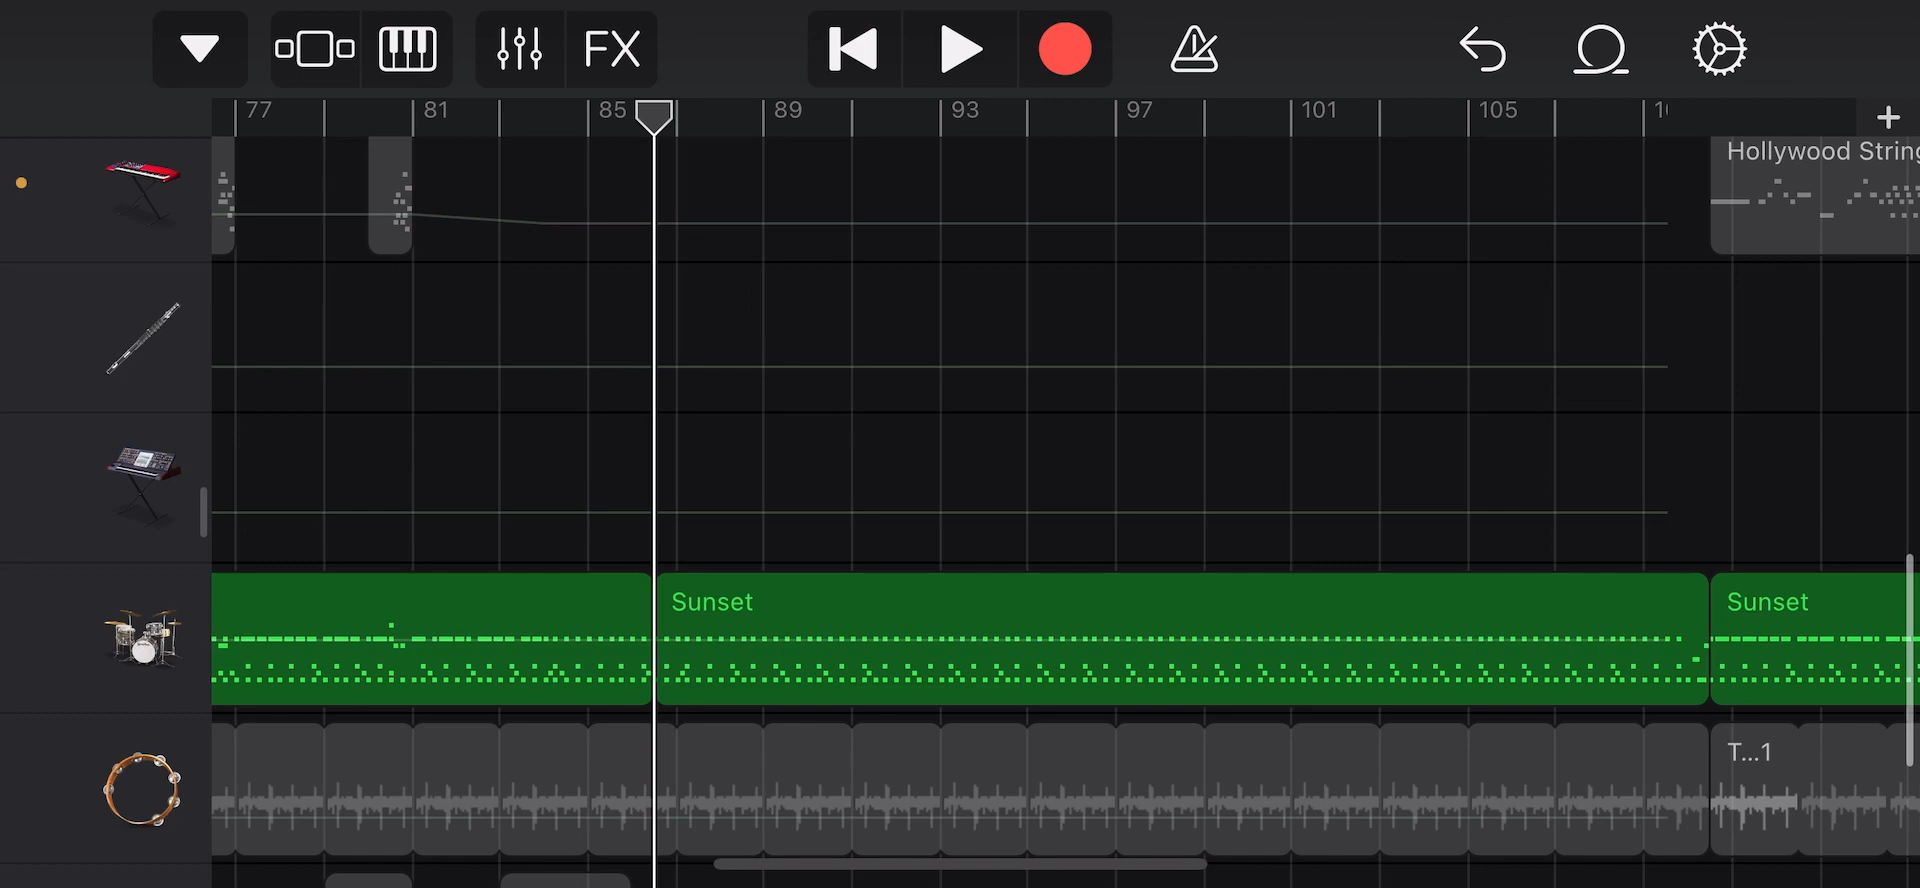 FX
77 81 85 89 93 97 101 105
Hollywood String
Sunset Sunset
T...1